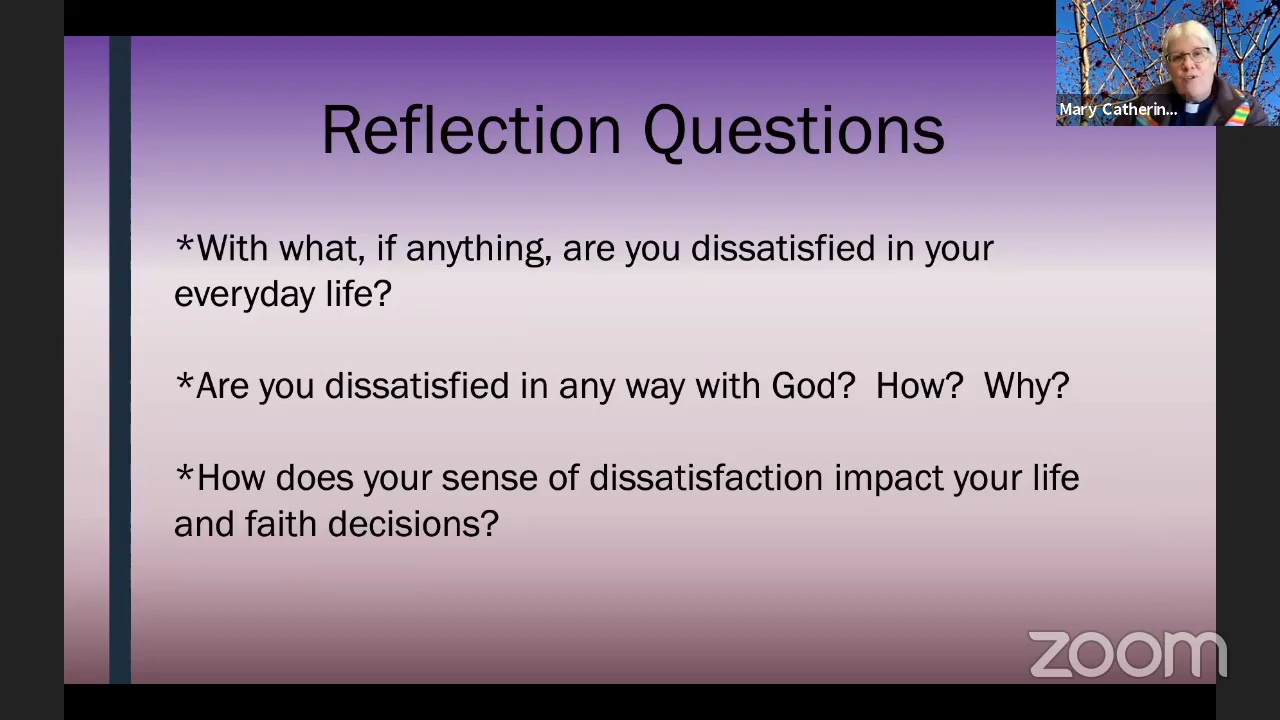 Mary Catherin...
Reflection Questions
*With what, if anything, are you dissatisfied in your
everyday life?
*Are you dissatisfied in any way with God?  How?  Why?
*How does your sense of dissatisfaction impact your life
and faith decisions?
zoom